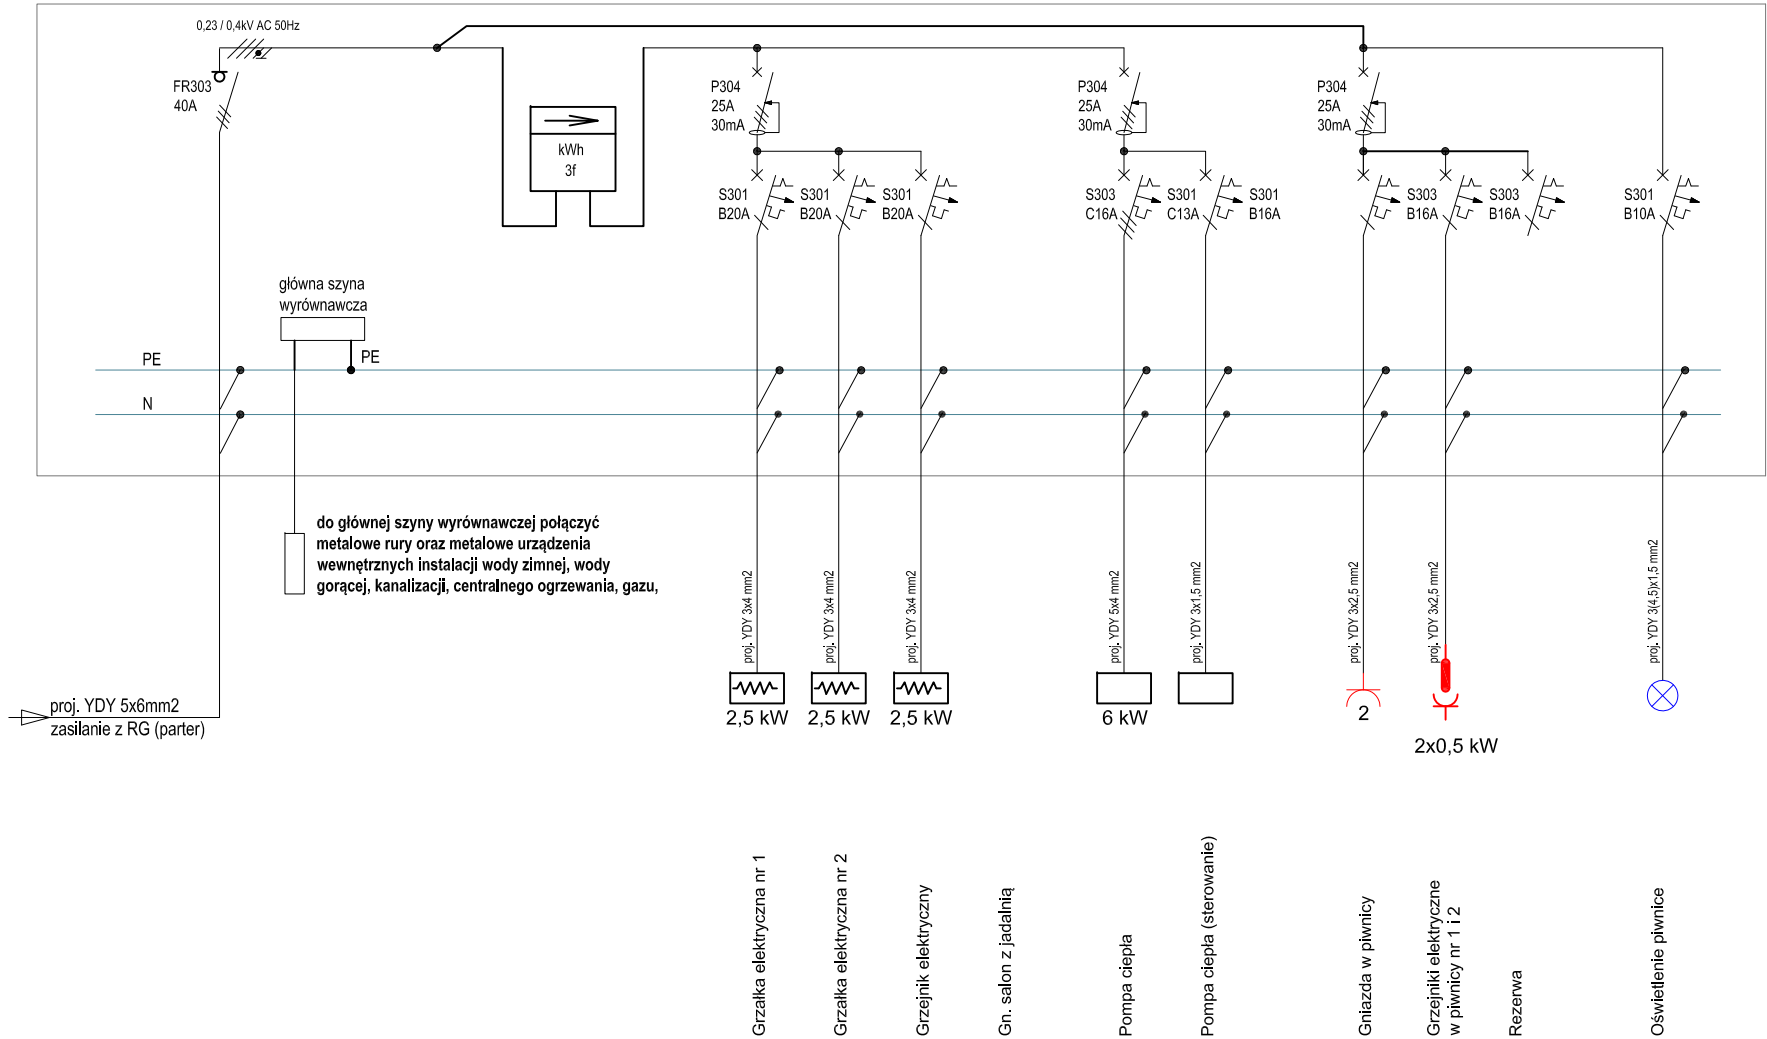 0,23 / 0,4kV AC 50Hz
FR303
40A
kWh
3f
P304
25A
30mA
P304
25A
30mA
P304
25A
30mA
S301
B20A
S301
B20A
S301
B20A
S303
C16A
S301
C13A
S301
B16A
S303
B16A
S303
B16A
S301
B10A
główna szyna
wyrównawcza
PE
PE
N
do głównej szyny wyrównawczej połączyć
metalowe rury oraz metalowe urządzenia
wewnętrznych instalacji wody zimnej, wody
gorącej, kanalizacji, centralnego ogrzewania, gazu,
proj. YDY 5x6mm2
zasilanie z RG (parter)
proj. YDY 3x4 mm2
proj. YDY 3x4 mm2
proj. YDY 3x4 mm2
proj. YDY 5x4 mm2
proj. YDY 3x1,5 mm2
proj. YDY 3x2,5 mm2
proj. YDY 3x2,5 mm2
proj. YDY 3(4,5)x1,5 mm2
2,5 kW
2,5 kW
2,5 kW
6 kW
2
2x0,5 kW
Grzałka elektryczna nr 1
Grzałka elektryczna nr 2
Grzejnik elektryczny
Gn. salon z jadalnią
Pompa ciepła
Pompa ciepła (sterowanie)
Gniazda w piwnicy
Grzejniki elektryczne
w piwnicy nr 1 i 2
Rezerwa
Oświetlenie piwnice